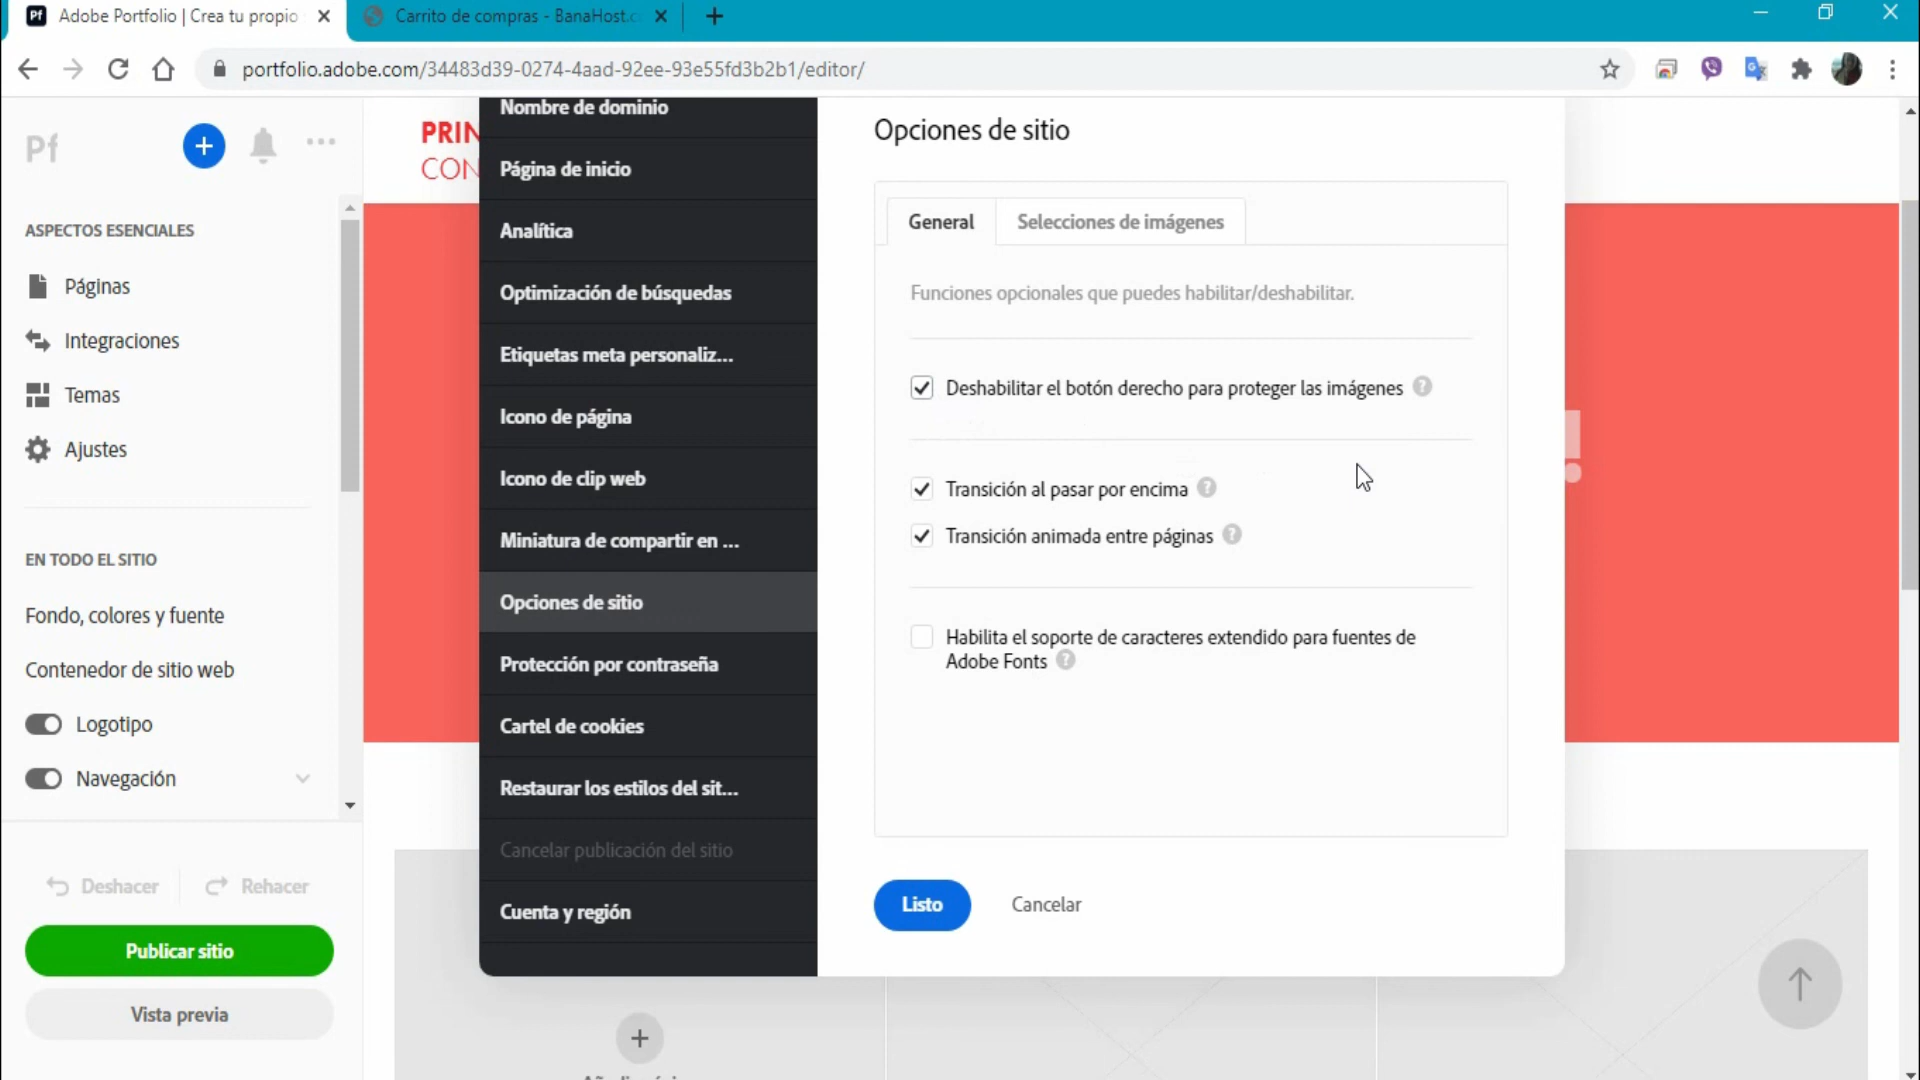 Pf Adobe Portfolio | Crea tu propio
Carrito de compras - BanaHost.c
portfolio.adobe.com/34483d39-0274-4aad-92ee-93e55fd3b2b1/editor/
Pf
ASPECTOS ESENCIALES
Páginas
Integraciones
Temas
Ajustes
EN TODO EL SITIO
Fondo, colores y fuente
Contenedor de sitio web
Logotipo
Navegación
Deshacer
Rehacer
Publicar sitio
Vista previa
PRIN
CON
!
Nombre de dominio
Página de inicio
Analítica
Optimización de búsquedas
Etiquetas meta personaliz...
Icono de página
Icono de clip web
Miniatura de compartir en ...
Opciones de sitio
Protección por contraseña
Cartel de cookies
Restaurar los estilos del sit...
Cancelar publicación del sitio
Cuenta y región
Opciones de sitio
General
Selecciones de imágenes
Funciones opcionales que puedes habilitar/deshabilitar.
Deshabilitar el botón derecho para proteger las imágenes ?
Transición al pasar por encima ?
Transición animada entre páginas ?
Habilita el soporte de caracteres extendido para fuentes de
Adobe Fonts ?
Listo
Cancelar